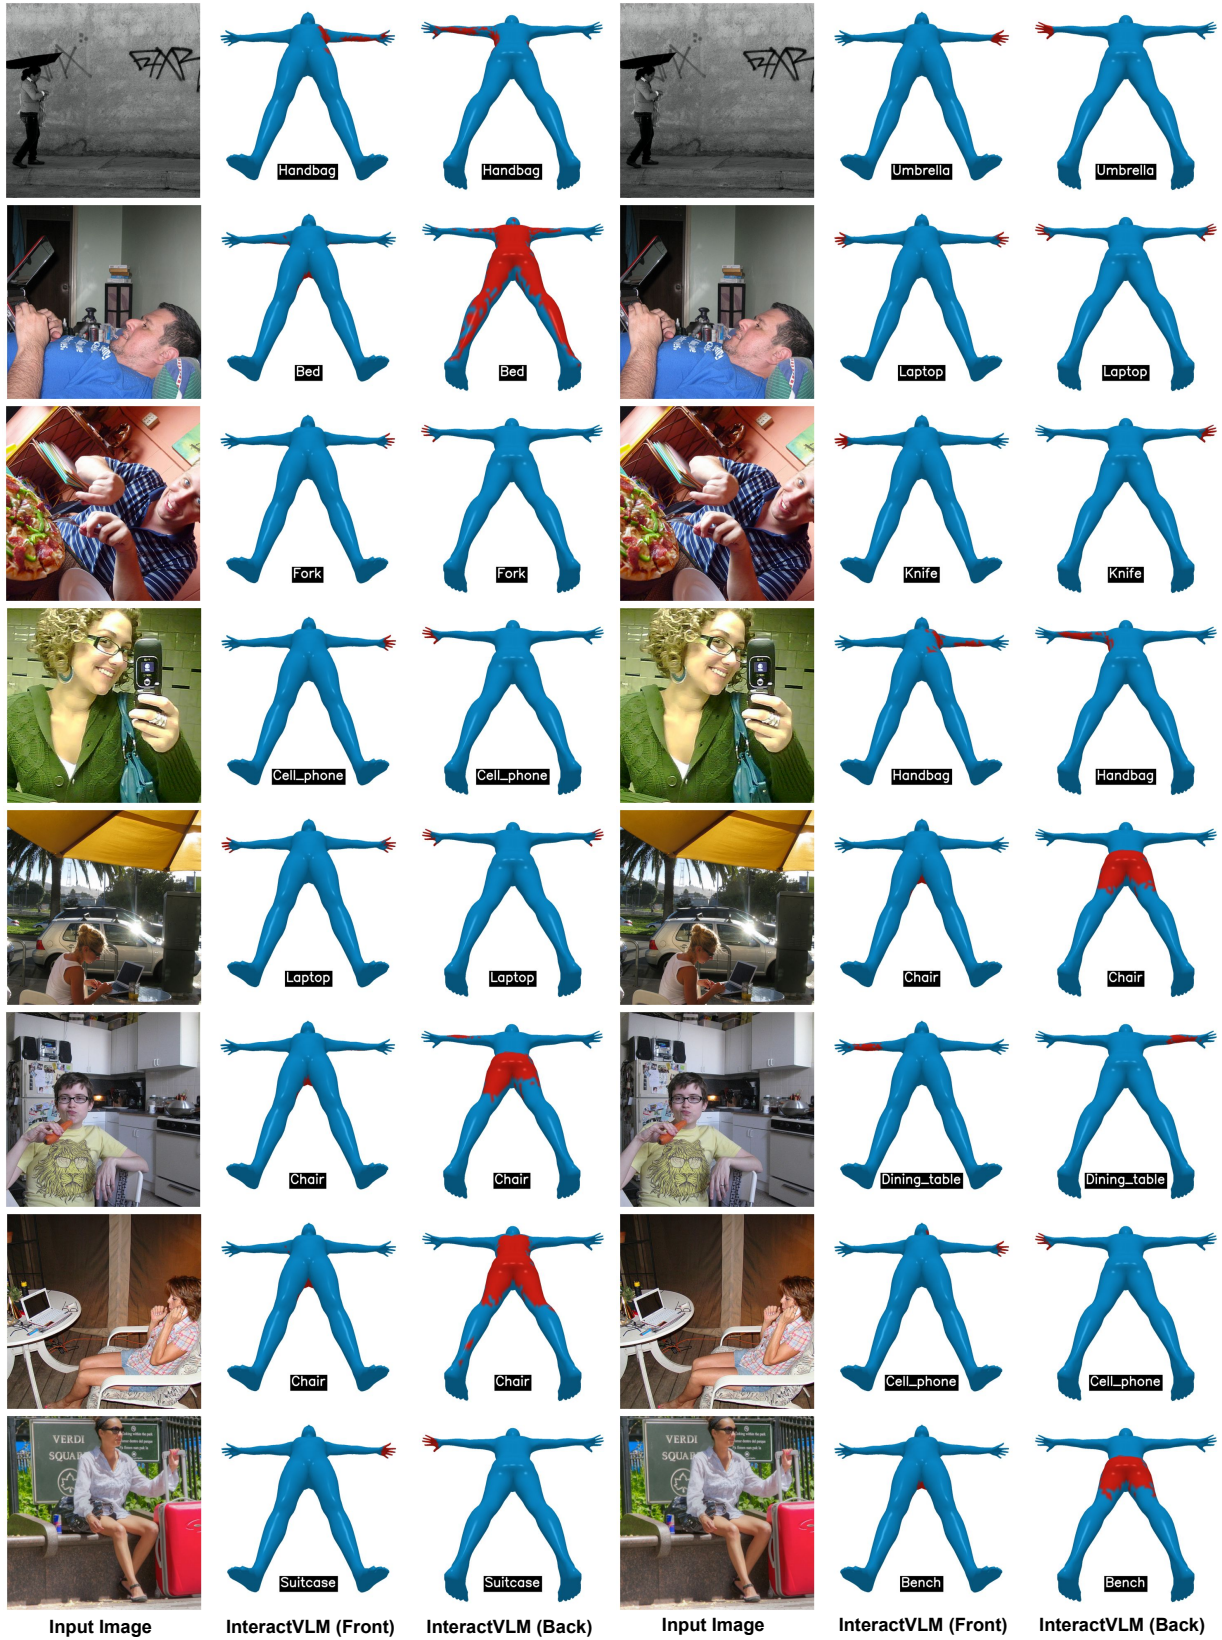 Handbag Handbag Umbrella Umbrella
Bed Bed Laptop Laptop
Fork Fork Knife Knife
Cell_phone Cell_phone Handbag Handbag
Laptop Laptop Chair Chair
Chair Chair Dining_table Dining_table
Chair Chair Cell_phone Cell_phone
VERDI VERDI
SQUA SQUA
Suitcase Suitcase Bench Bench
Input Image InteractVLM (Front) InteractVLM (Back) Input Image InteractVLM (Front) InteractVLM (Back)